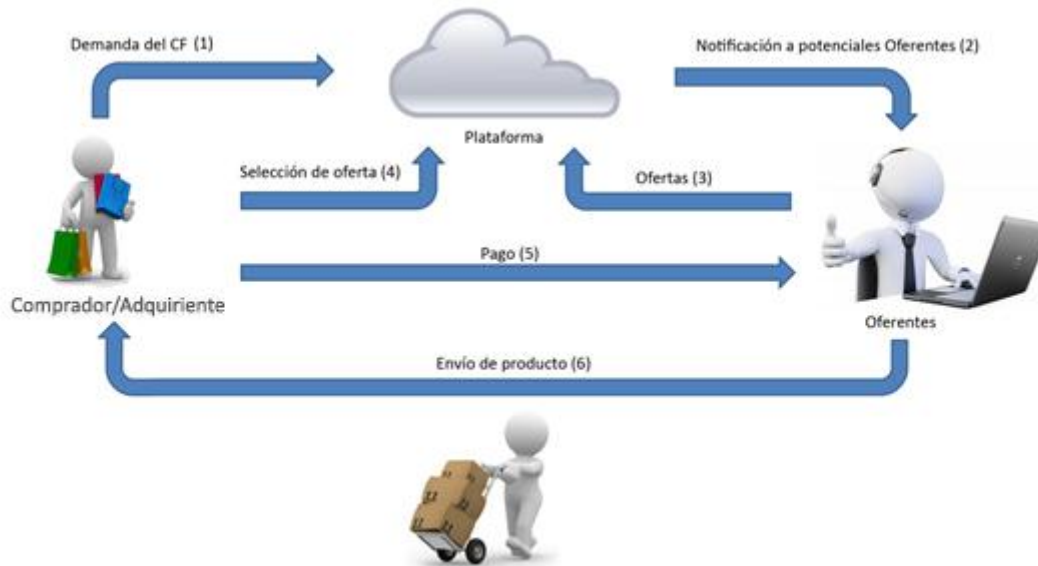 Demanda del CF (1)
Notificación a potenciales Oferentes (2)
Plataforma
Selección de oferta (4)
Ofertas (3)
Pago (5)
Comprador/Adquiriente
Oferentes
Envío de producto (6)